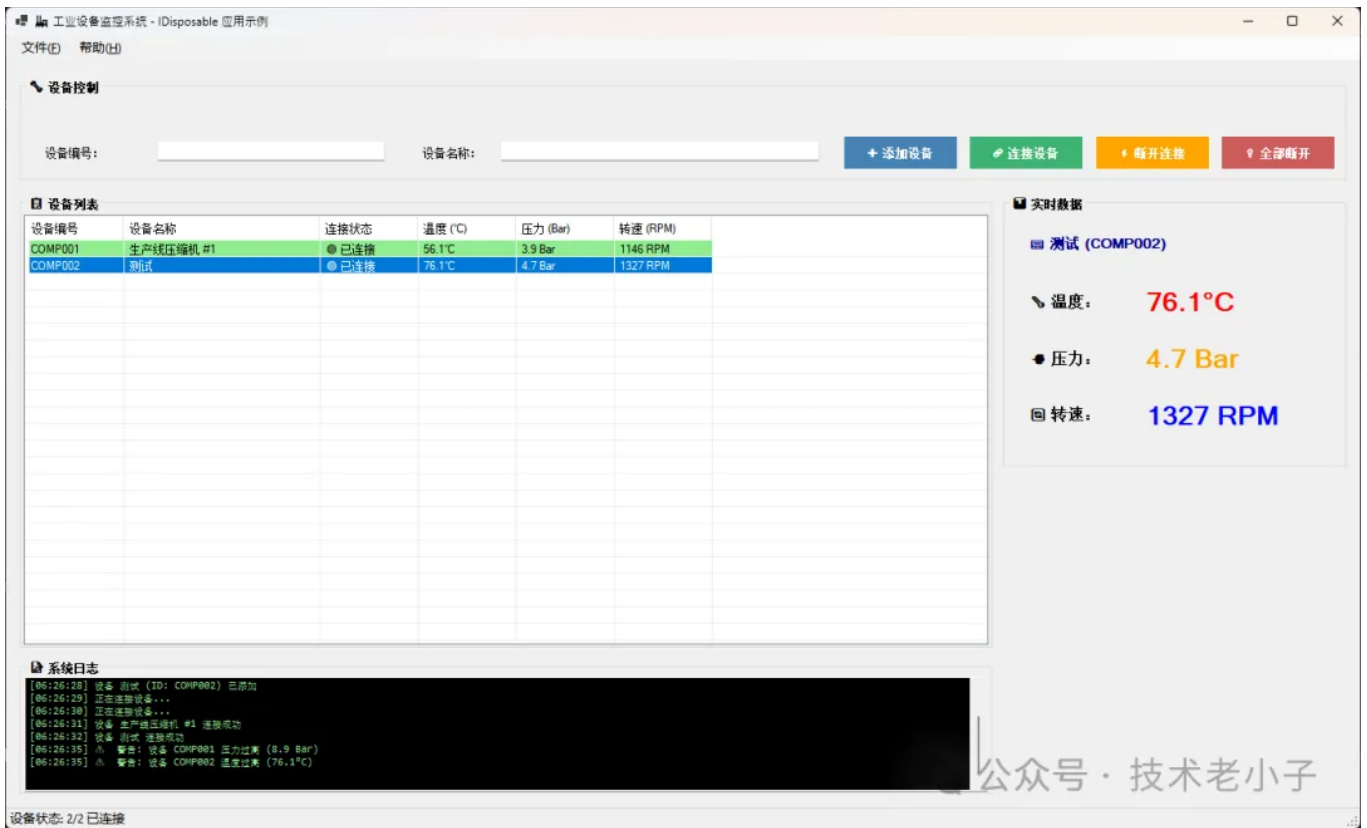 工业设备监控系统 - IDisposable 应用示例
文件(F) 帮助(H)
设备控制
设备编号: 设备名称: + 添加设备 连接设备 断开连接 全部断开
设备列表
设备编号 设备名称 连接状态 温度 (℃) 压力 (Bar) 转速 (RPM)
COMP001 生产线压缩机 #1 已连接 56.1℃ 3.9 Bar 1146 RPM
COMP002 测试 已连接 76.1℃ 4.7 Bar 1327 RPM
实时数据
测试 (COMP002)
温度: 76.1°C
压力: 4.7 Bar
转速: 1327 RPM
系统日志
[06:26:28] 设备 测试 (ID: COMP002) 已添加
[06:26:29] 正在连接设备...
[06:26:30] 正在连接设备...
[06:26:31] 设备 生产线压缩机 #1 连接成功
[06:26:32] 设备 测试 连接成功
[06:26:35] ⚠ 警告: 设备 COMP001 压力过高 (8.9 Bar)
[06:26:35] ⚠ 警告: 设备 COMP002 温度过高 (76.1°C)
公众号 · 技术老小子
设备状态: 2/2 已连接